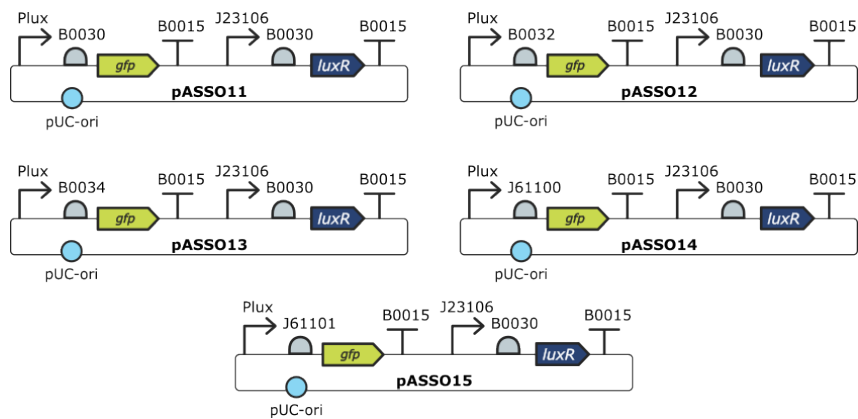 Plux B0030 B0015 J23106 B0030 B0015
gfp luxR
pASSO11
pUC-ori
Plux B0032 B0015 J23106 B0030 B0015
gfp luxR
pASSO12
pUC-ori
Plux B0034 B0015 J23106 B0030 B0015
gfp luxR
pASSO13
pUC-ori
Plux J61100 B0015 J23106 B0030 B0015
gfp luxR
pASSO14
pUC-ori
Plux J61101 B0015 J23106 B0030 B0015
gfp luxR
pASSO15
pUC-ori